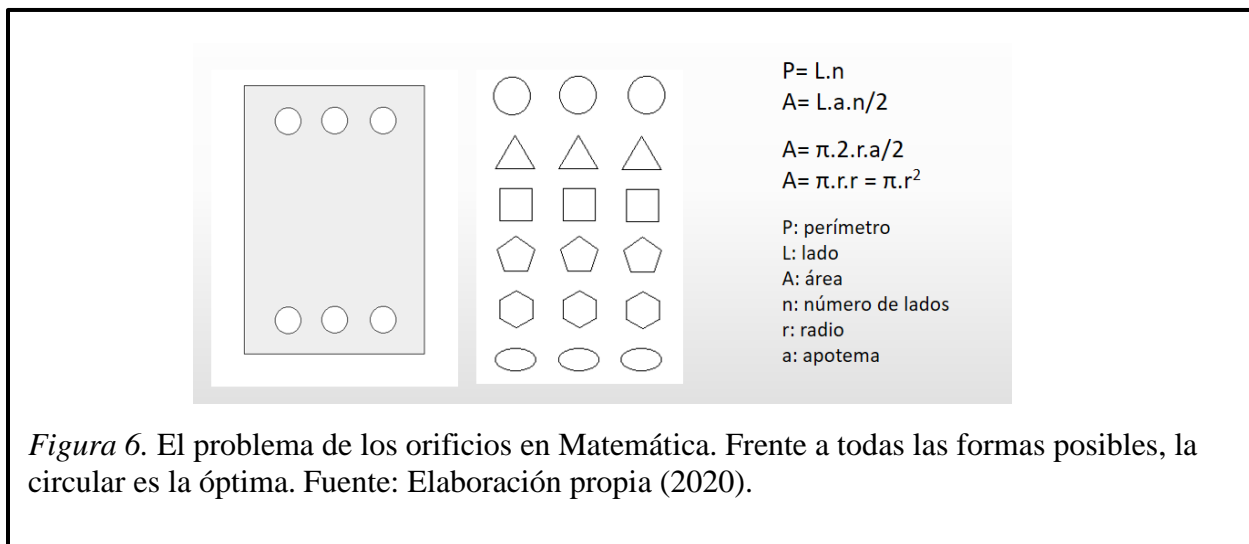 P= L.n
A= L.a.n/2
A= π.2.r.a/2
A= π.r.r = π.r²
P: perímetro
L: lado
A: área
n: número de lados
r: radio
a: apotema
Figura 6. El problema de los orificios en Matemática. Frente a todas las formas posibles, la
circular es la óptima. Fuente: Elaboración propia (2020).